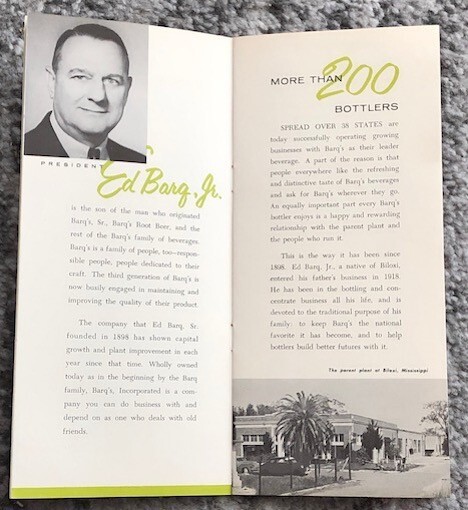 PRESIDENT
Ed Barq, Jr.
is the son of the man who originated
Barq's, Sr., Barq's Root Beer, and the
rest of the Barq's family of beverages.
Barq's is a family of people, too—respon-
sible people, people dedicated to their
craft. The third generation of Barq's is
now busily engaged in maintaining and
improving the quality of their product.
The company that Ed Barq, Sr.
founded in 1898 has shown capital
growth and plant improvement in each
year since that time. Wholly owned
today as in the beginning by the Barq
family, Barq's, Incorporated is a com-
pany you can do business with and
depend on as one who deals with old
friends.
MORE THAN 200
BOTTLERS
SPREAD OVER 38 STATES are
today successfully operating growing
businesses with Barq's as their leader
beverage. A part of the reason is that
people everywhere like the refreshing
and distinctive taste of Barq's beverages
and ask for Barq's wherever they go.
An equally important part every Barq's
bottler enjoys is a happy and rewarding
relationship with the parent plant and
the people who run it.
This is the way it has been since
1898. Ed Barq, Jr., a native of Biloxi,
entered his father's business in 1919.
He has been in the bottling and con-
centrate business all his life, and is
devoted to the traditional purpose of his
family: to keep Barq's the national
favorite it has become, and to help
bottlers build better futures with it.
The parent plant at Biloxi, Mississippi